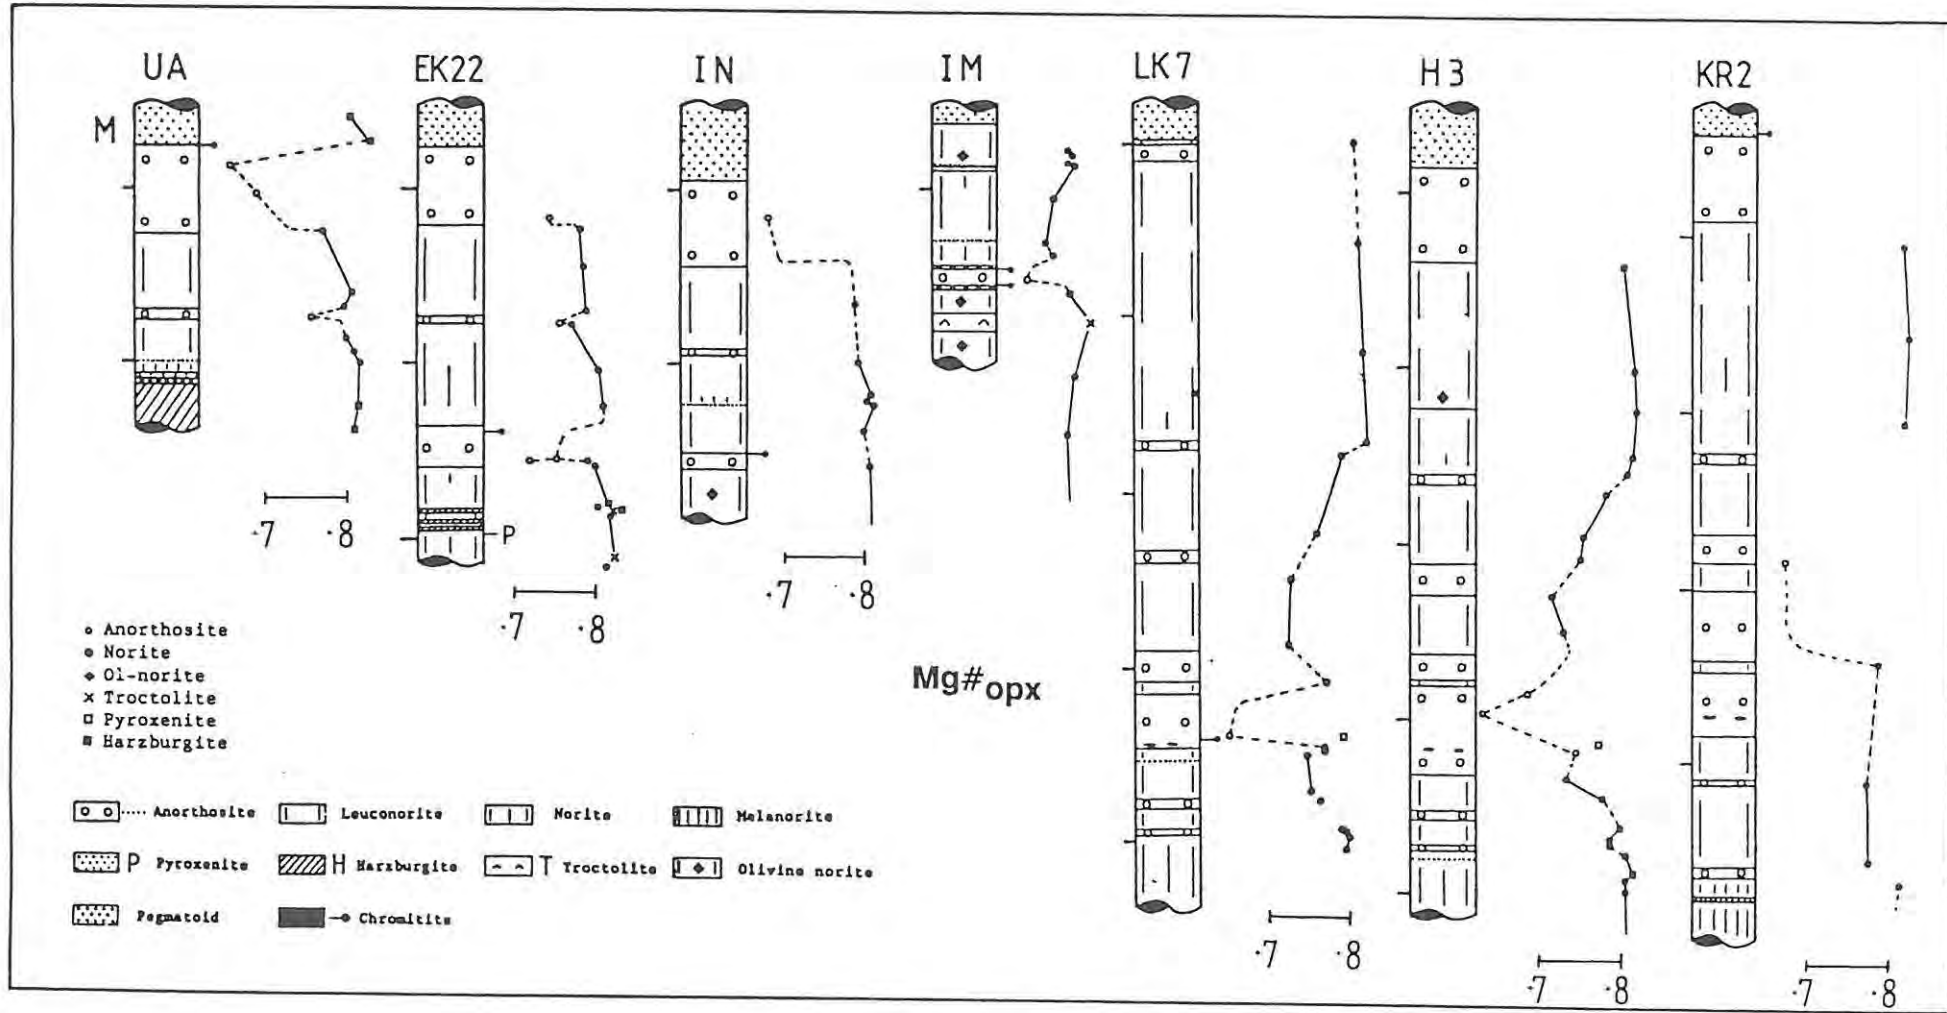 UA EK22 IN IM LK7 H3 KR2
M
P
.7 .8
.7 .8
.7 .8
Mg#opx
.7 .8
.7 .8
.7 .8
Anorthosite
Norite
Ol-norite
Troctolite
Pyroxenite
Harzburgite
Anorthosite Leuconorite Norite Melanorite
P Pyroxenite H Harzburgite T Troctolite Olivine norite
Pegmatoid Chromitite